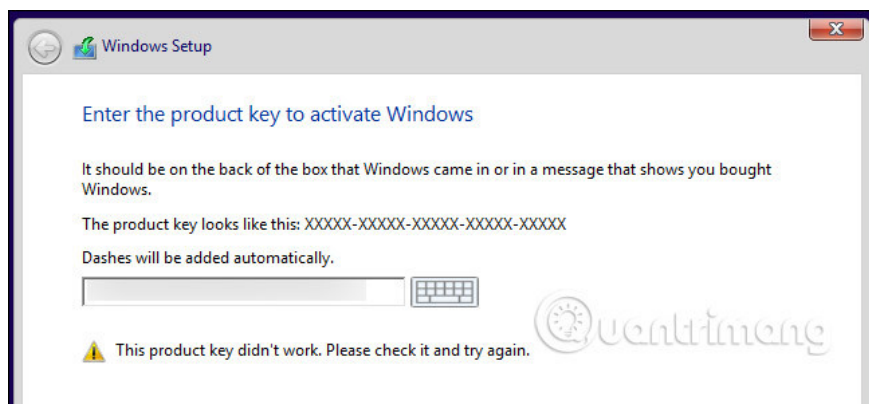 Windows Setup
Enter the product key to activate Windows
It should be on the back of the box that Windows came in or in a message that shows you bought
Windows.
The product key looks like this: XXXXX-XXXXX-XXXXX-XXXXX-XXXXX
Dashes will be added automatically.
Quantrimang
This product key didn't work. Please check it and try again.